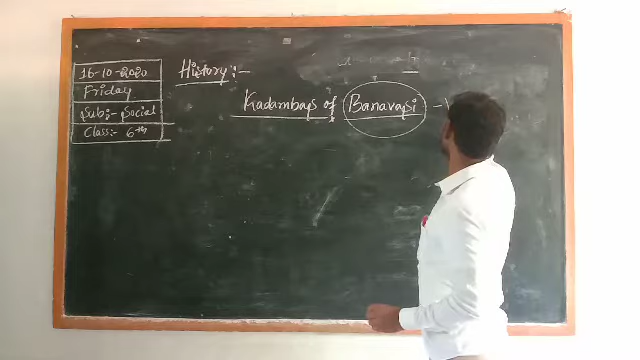 16-10-2020
Friday
Sub:- Social
Class:- 6th
History:-
Kadambas of Banavasi -